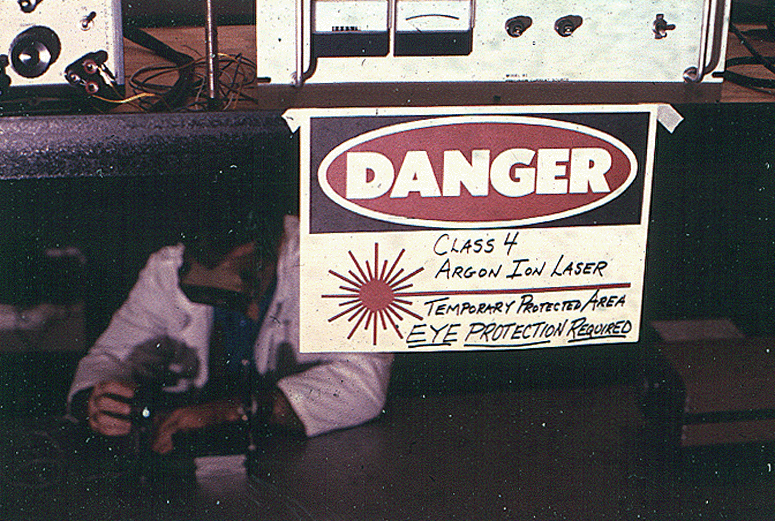 DANGER
CLASS 4
ARGON ION LASER
TEMPORARY PROTECTED AREA
EYE PROTECTION REQUIRED